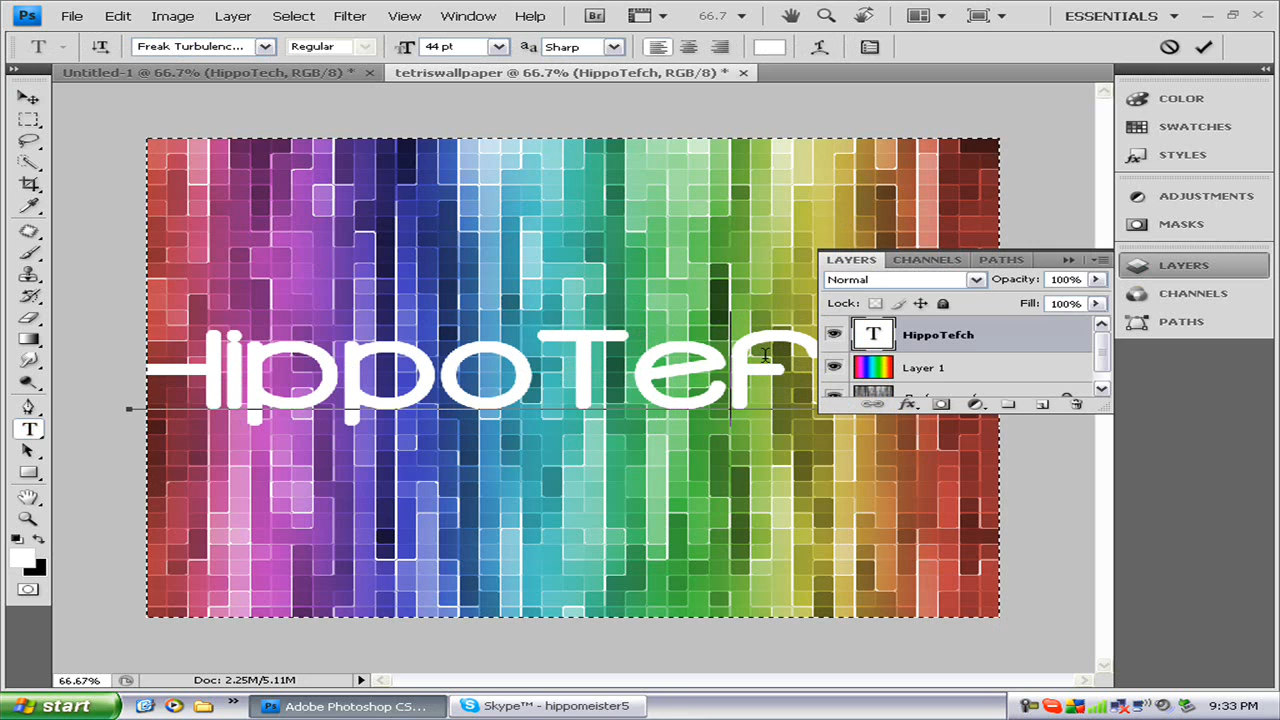 Ps File Edit Image Layer Select Filter View Window Help Br 66.7 ESSENTIALS
T T Freak Turbulenc... Regular T 44 pt aa Sharp
Untitled-1 @ 66.7% (HippoTech, RGB/8) * tetriswallpaper @ 66.7% (HippoTefch, RGB/8) *
COLOR
SWATCHES
STYLES
ADJUSTMENTS
MASKS
LAYERS
CHANNELS
PATHS
LAYERS CHANNELS PATHS
Normal Opacity: 100%
Lock: Fill: 100%
T HippoTefch
Layer 1
HippoTef
T
66.67% Doc: 2.25M/5.11M
start Ps Adobe Photoshop CS... Skype™ - hippomeister5 9:33 PM